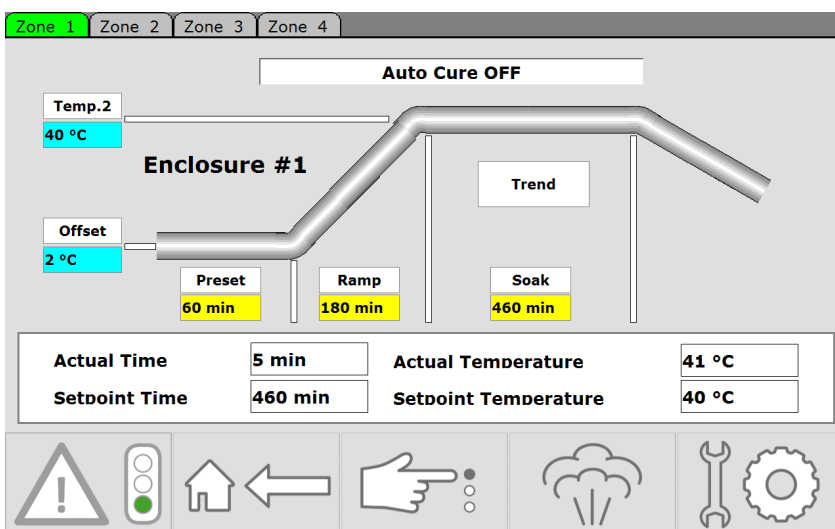 Zone 1 Zone 2 Zone 3 Zone 4
Auto Cure OFF
Temp.2
40 °C
Enclosure #1
Trend
Offset
2 °C
Preset Ramp Soak
60 min 180 min 460 min
Actual Time 5 min Actual Temperature 41 °C
Setpoint Time 460 min Setpoint Temperature 40 °C
!